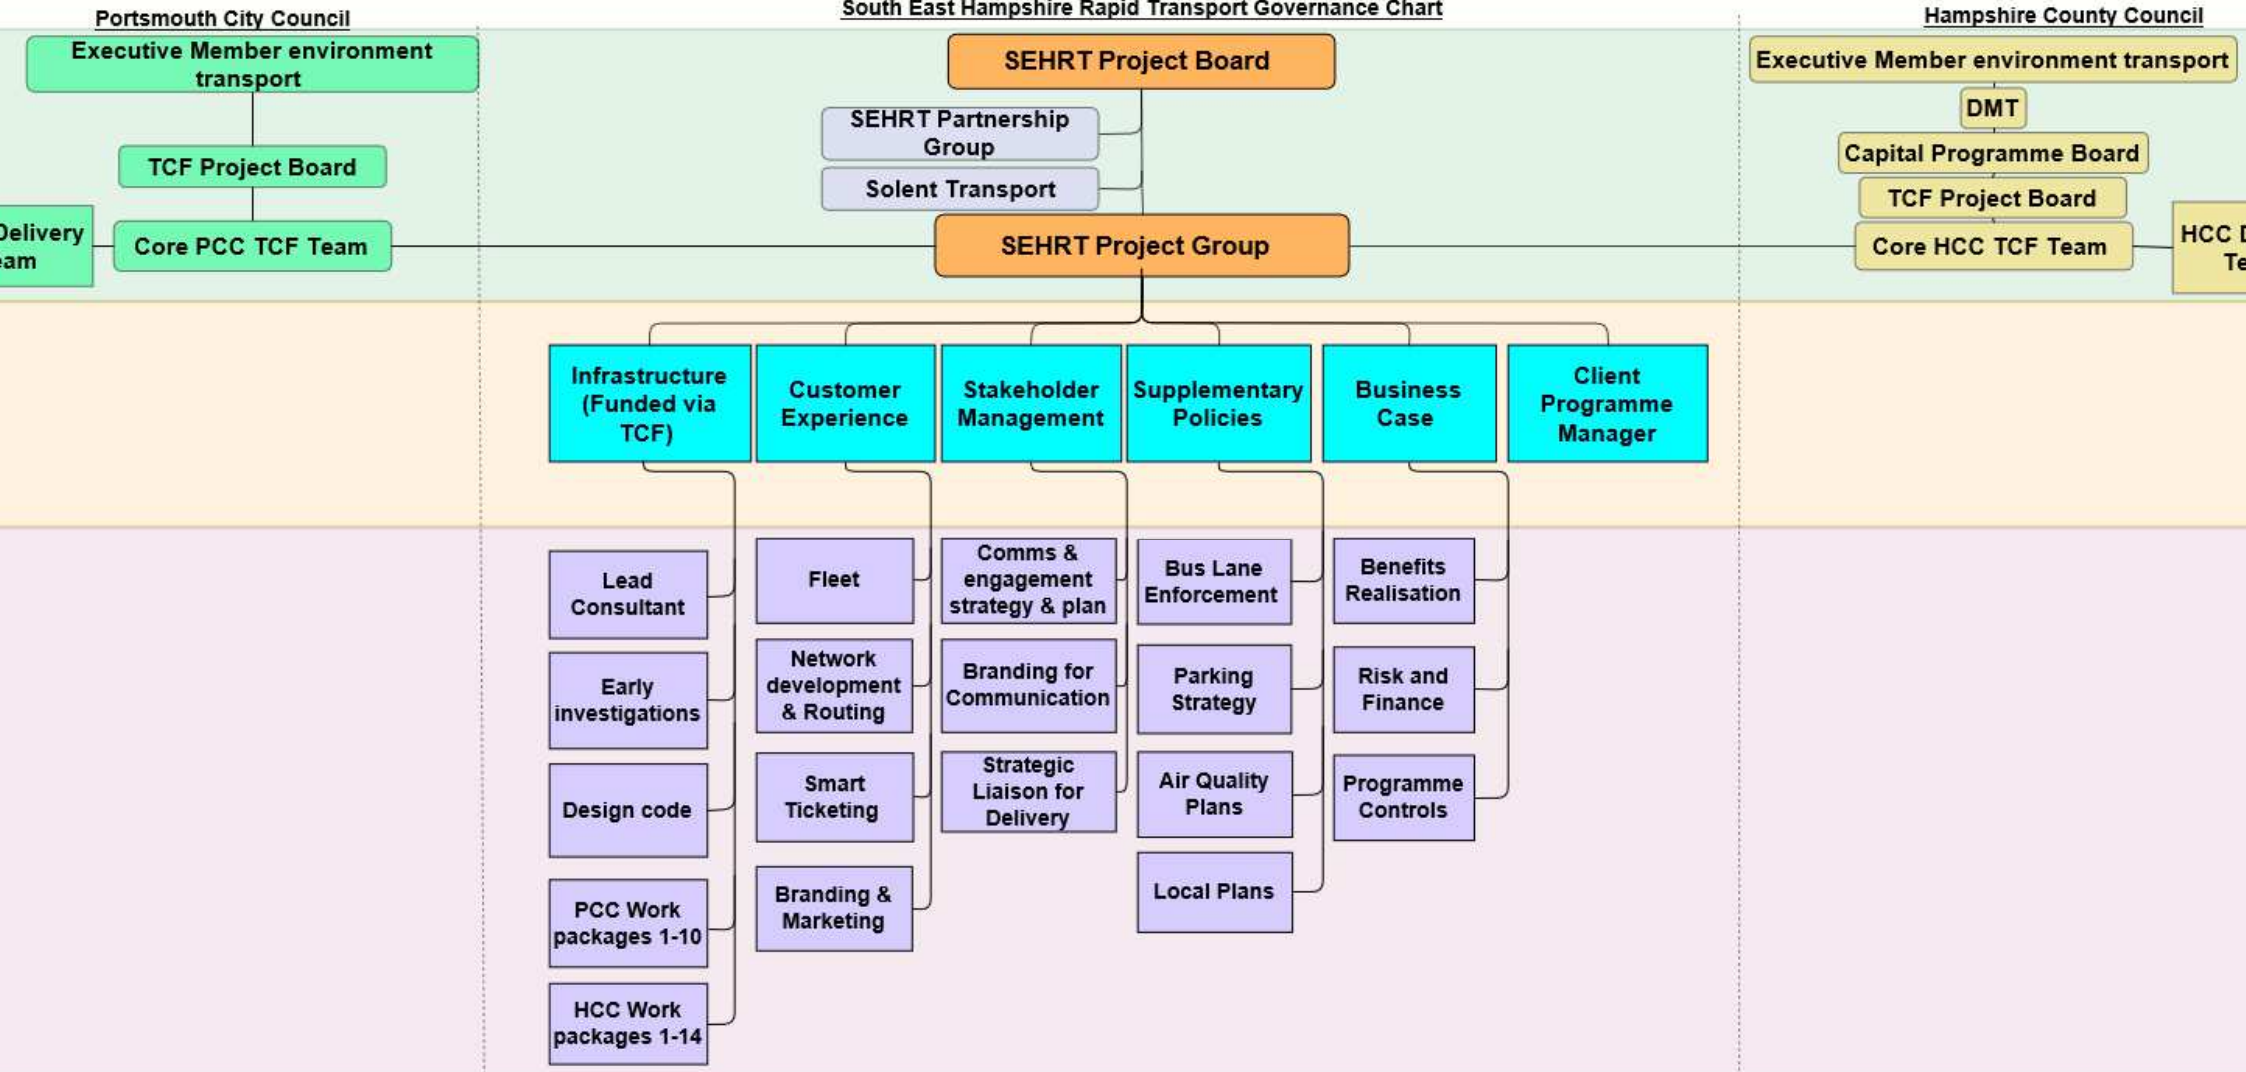 South East Hampshire Rapid Transport Governance Chart
Portsmouth City Council
Executive Member environment
transport
TCF Project Board
Delivery
Core PCC TCF Team
SEHRT Project Board
SEHRT Partnership
Group
Solent Transport
SEHRT Project Group
Hampshire County Council
Executive Member environment transport
DMT
Capital Programme Board
TCF Project Board
Core HCC TCF Team
HCC
Infrastructure
(Funded via
TCF)
Customer
Experience
Stakeholder
Management
Supplementary
Policies
Business
Case
Client
Programme
Manager
Lead
Consultant
Early
investigations
Design code
PCC Work
packages 1-10
HCC Work
packages 1-14
Fleet
Network
development
& Routing
Smart
Ticketing
Branding &
Marketing
Comms &
engagement
strategy & plan
Branding for
Communication
Strategic
Liaison for
Delivery
Bus Lane
Enforcement
Parking
Strategy
Air Quality
Plans
Local Plans
Benefits
Realisation
Risk and
Finance
Programme
Controls